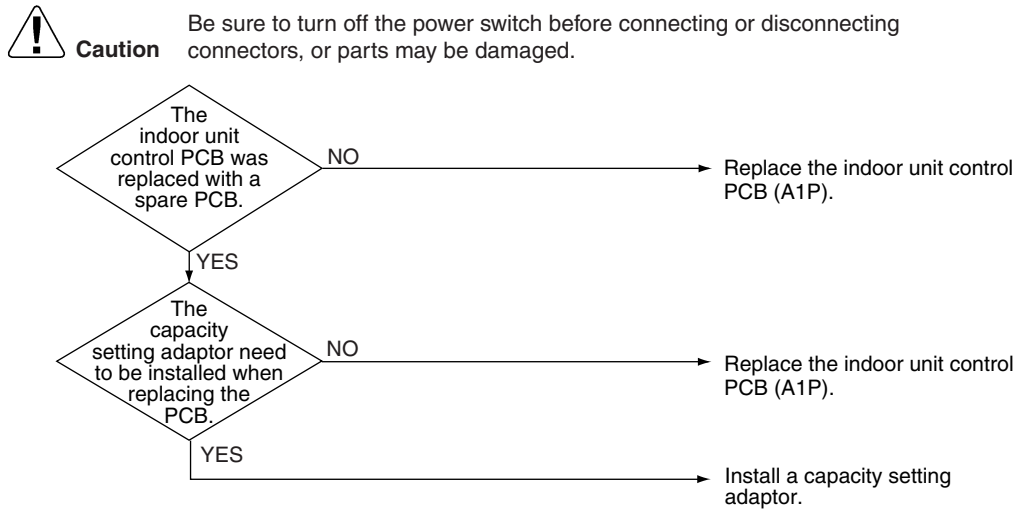 Be sure to turn off the power switch before connecting or disconnecting
Caution connectors, or parts may be damaged.
The
indoor unit
control PCB was
replaced with a
spare PCB.
NO
Replace the indoor unit control
PCB (A1P).
YES
The
capacity
setting adaptor need
to be installed when
replacing the
PCB.
NO
Replace the indoor unit control
PCB (A1P).
YES
Install a capacity setting
adaptor.